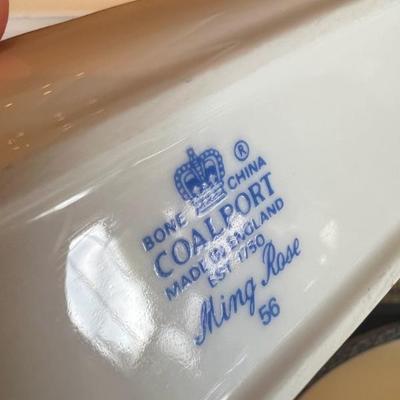 BONE CHINA ®
COALPORT
MADE IN ENGLAND
EST 1750
Ming Rose
56